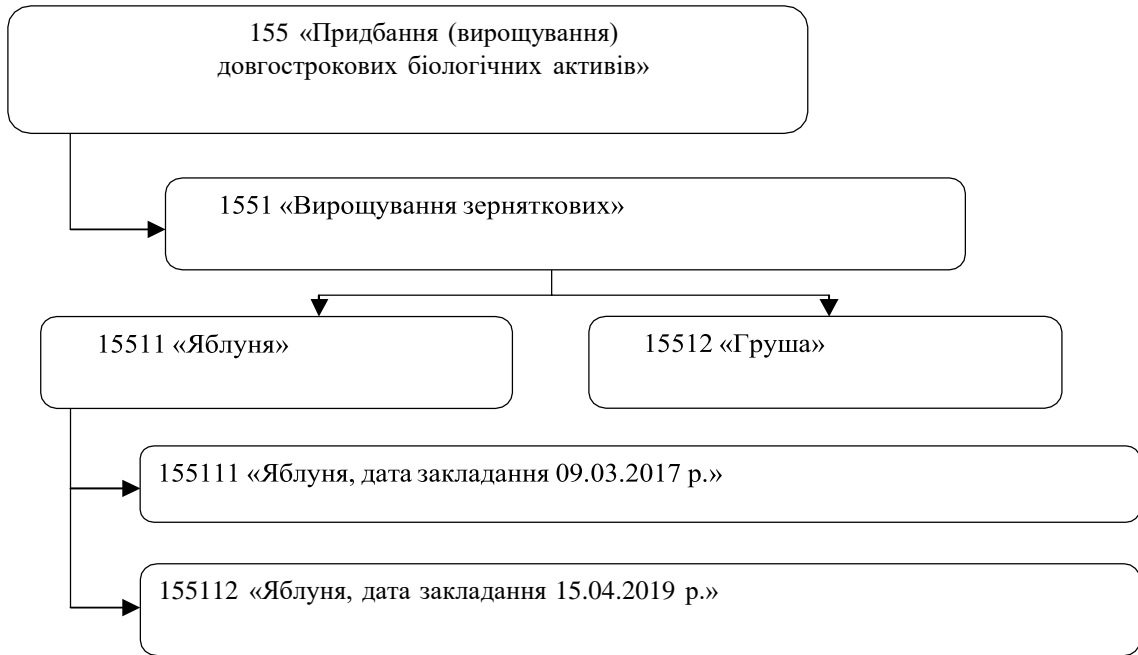 155 «Придбання (вирощування)
довгострокових біологічних активів»
1551 «Вирощування зерняткових»
15511 «Яблуня»
15512 «Груша»
155111 «Яблуня, дата закладання 09.03.2017 р.»
155112 «Яблуня, дата закладання 15.04.2019 р.»